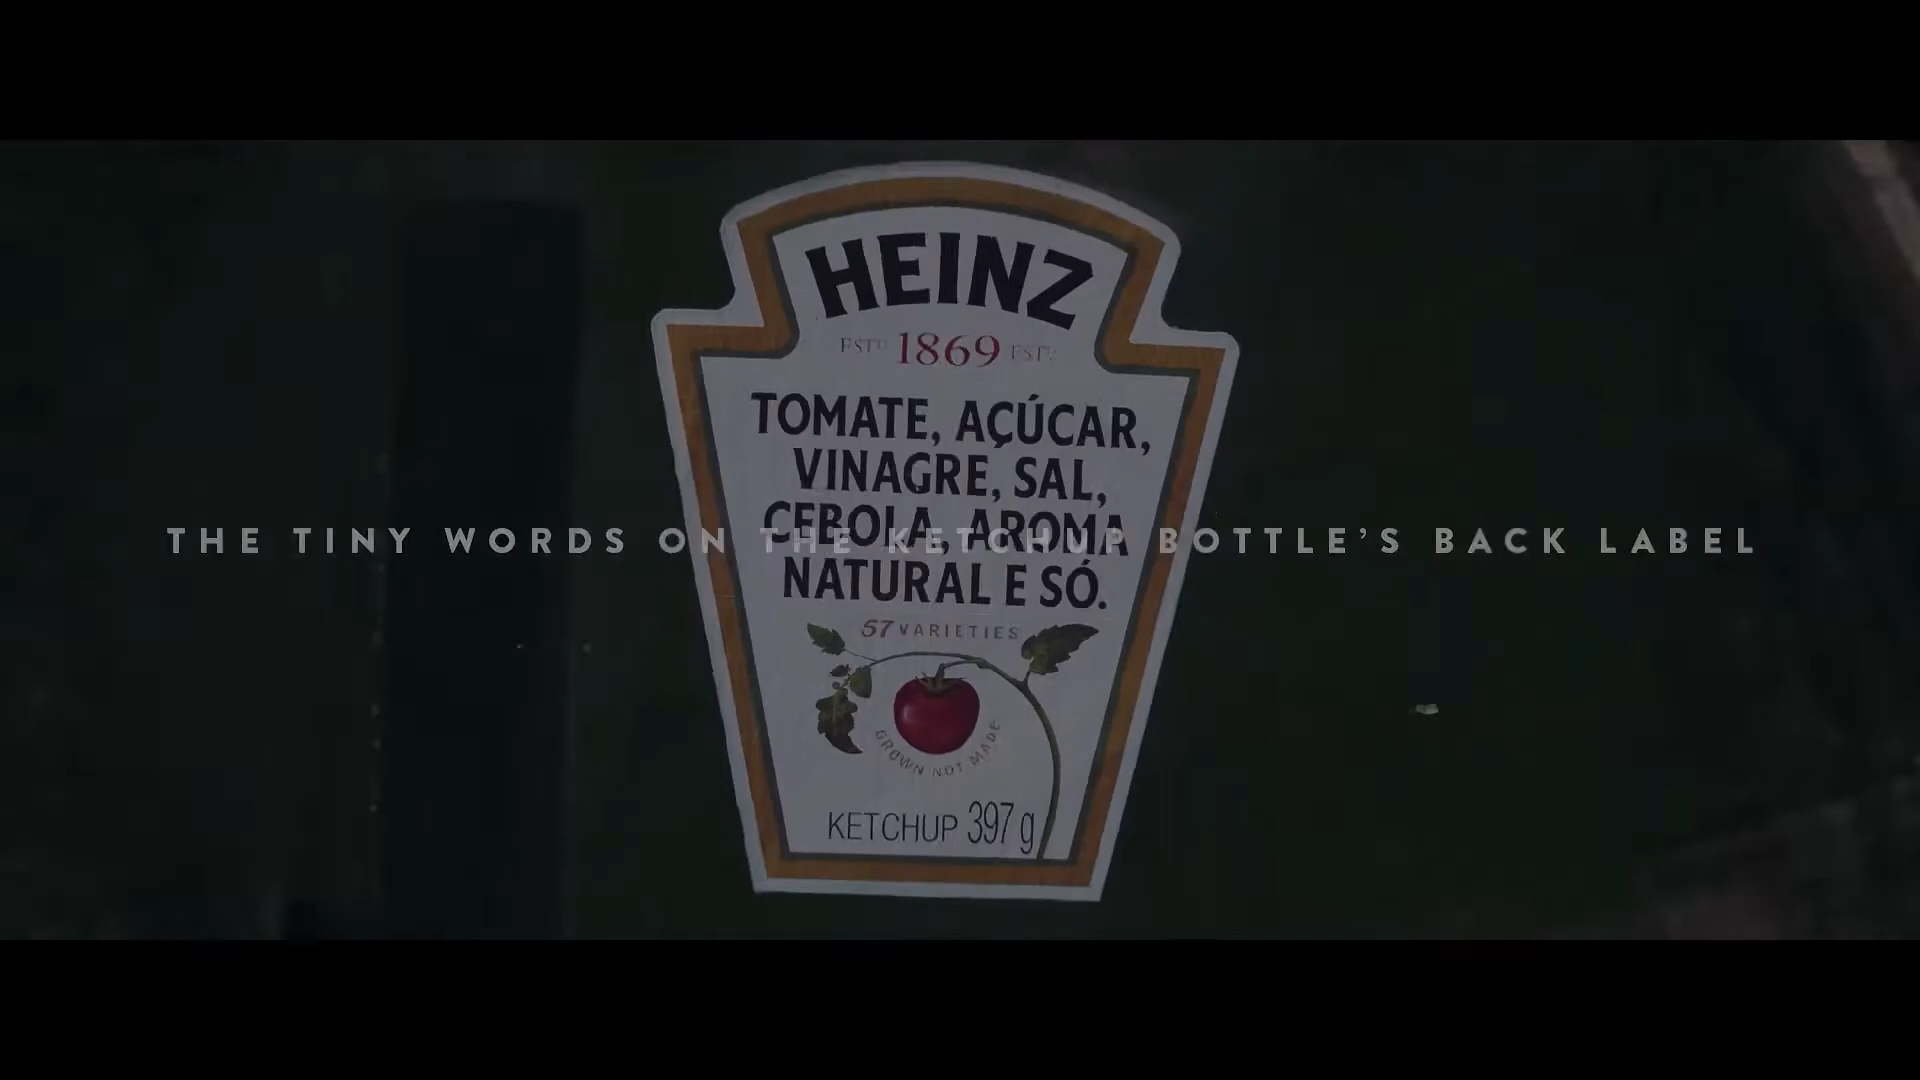 HEINZ
ESTD 1869 ESTD
TOMATE, AÇÚCAR,
VINAGRE, SAL,
CEBOLA, AROMA
NATURAL E SÓ.
THE TINY WORDS ON THE KETCHUP BOTTLE’S BACK LABEL
57 VARIETIES
GROWN NOT MADE
KETCHUP 397 g